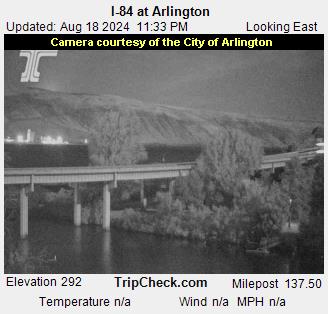 I-84 at Arlington
Updated: Aug 18 2024 11:33 PM Looking East
Camera courtesy of the City of Arlington
Elevation 292 TripCheck.com Milepost 137.50
Temperature n/a Wind n/a MPH n/a